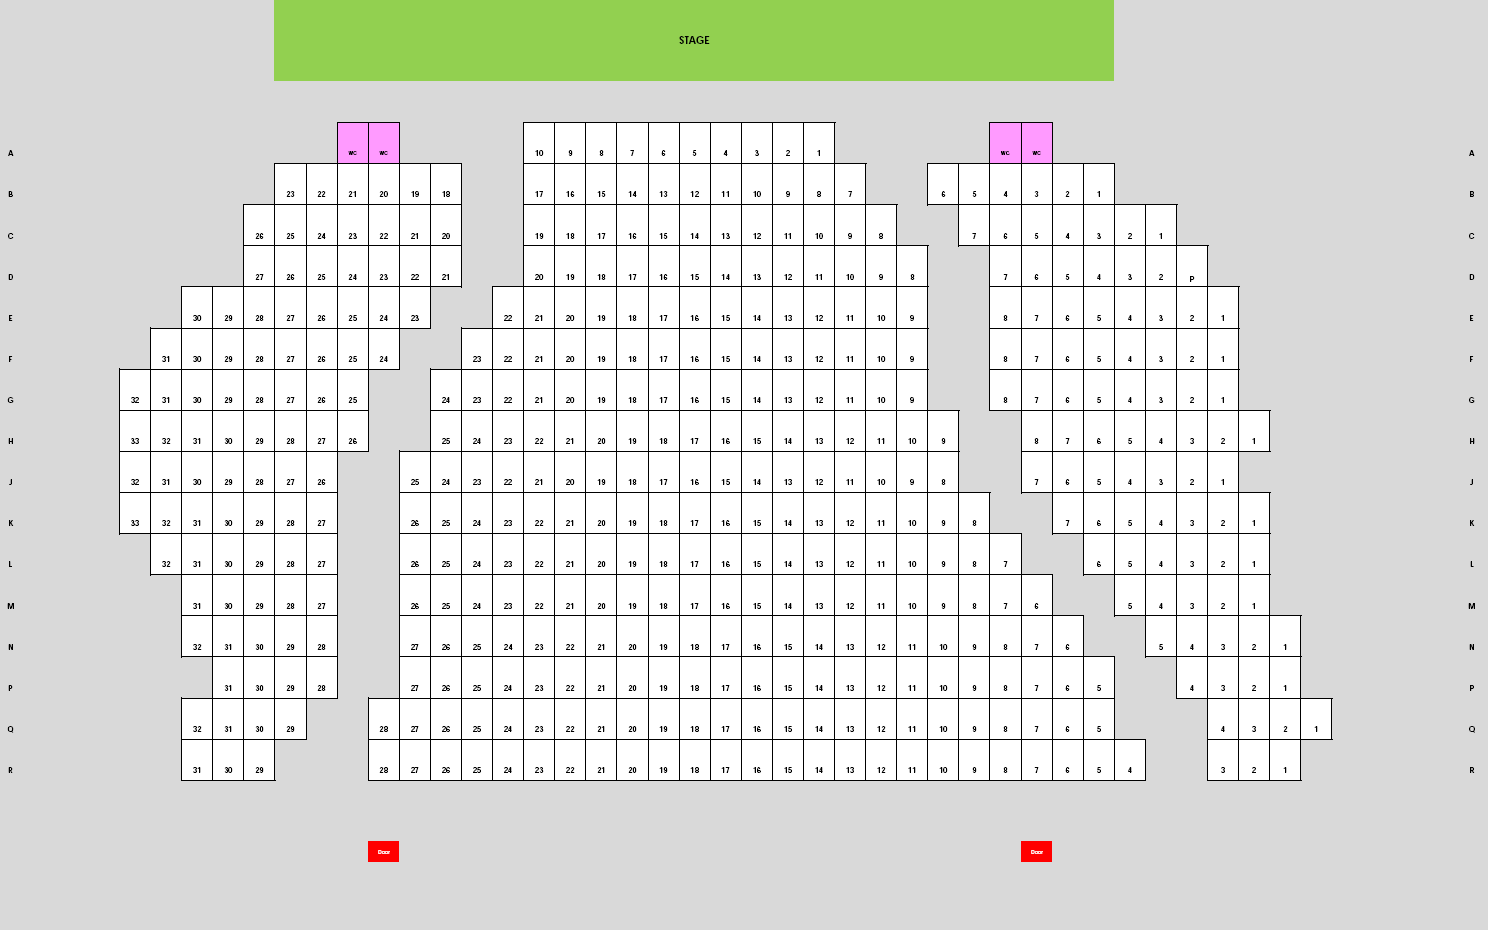 STAGE
A WC WC 10 9 8 7 6 5 4 3 2 1 WC WC A
B 23 22 21 20 19 18 17 16 15 14 13 12 11 10 9 8 7 6 5 4 3 2 1 B
C 26 25 24 23 22 21 20 19 18 17 16 15 14 13 12 11 10 9 8 7 6 5 4 3 2 1 C
D 27 26 25 24 23 22 21 20 19 18 17 16 15 14 13 12 11 10 9 8 7 6 5 4 3 2 P D
E 30 29 28 27 26 25 24 23 22 21 20 19 18 17 16 15 14 13 12 11 10 9 8 7 6 5 4 3 2 1 E
F 31 30 29 28 27 26 25 24 23 22 21 20 19 18 17 16 15 14 13 12 11 10 9 8 7 6 5 4 3 2 1 F
G 32 31 30 29 28 27 26 25 24 23 22 21 20 19 18 17 16 15 14 13 12 11 10 9 8 7 6 5 4 3 2 1 G
H 33 32 31 30 29 28 27 26 25 24 23 22 21 20 19 18 17 16 15 14 13 12 11 10 9 8 7 6 5 4 3 2 1 H
J 32 31 30 29 28 27 26 25 24 23 22 21 20 19 18 17 16 15 14 13 12 11 10 9 8 7 6 5 4 3 2 1 J
K 33 32 31 30 29 28 27 26 25 24 23 22 21 20 19 18 17 16 15 14 13 12 11 10 9 8 7 6 5 4 3 2 1 K
L 32 31 30 29 28 27 26 25 24 23 22 21 20 19 18 17 16 15 14 13 12 11 10 9 8 7 6 5 4 3 2 1 L
M 31 30 29 28 27 26 25 24 23 22 21 20 19 18 17 16 15 14 13 12 11 10 9 8 7 6 5 4 3 2 1 M
N 32 31 30 29 28 27 26 25 24 23 22 21 20 19 18 17 16 15 14 13 12 11 10 9 8 7 6 5 4 3 2 1 N
P 31 30 29 28 27 26 25 24 23 22 21 20 19 18 17 16 15 14 13 12 11 10 9 8 7 6 5 4 3 2 1 P
Q 32 31 30 29 28 27 26 25 24 23 22 21 20 19 18 17 16 15 14 13 12 11 10 9 8 7 6 5 4 3 2 1 Q
R 31 30 29 28 27 26 25 24 23 22 21 20 19 18 17 16 15 14 13 12 11 10 9 8 7 6 5 4 3 2 1 R
Door Door